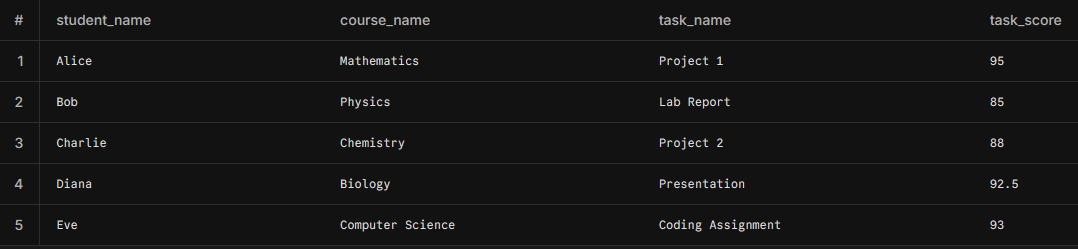 # student_name course_name task_name task_score
1 Alice Mathematics Project 1 95
2 Bob Physics Lab Report 85
3 Charlie Chemistry Project 2 88
4 Diana Biology Presentation 92.5
5 Eve Computer Science Coding Assignment 93